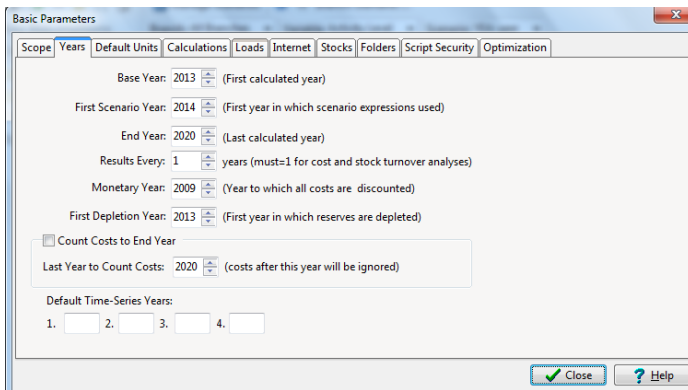 Basic Parameters
Scope Years Default Units Calculations Loads Internet Stocks Folders Script Security Optimization
Base Year: 2013 (First calculated year)
First Scenario Year: 2014 (First year in which scenario expressions used)
End Year: 2020 (Last calculated year)
Results Every: 1 years (must=1 for cost and stock turnover analyses)
Monetary Year: 2009 (Year to which all costs are discounted)
First Depletion Year: 2013 (First year in which reserves are depleted)
Count Costs to End Year
Last Year to Count Costs: 2020 (costs after this year will be ignored)
Default Time-Series Years:
1. 2. 3. 4.
Close ? Help